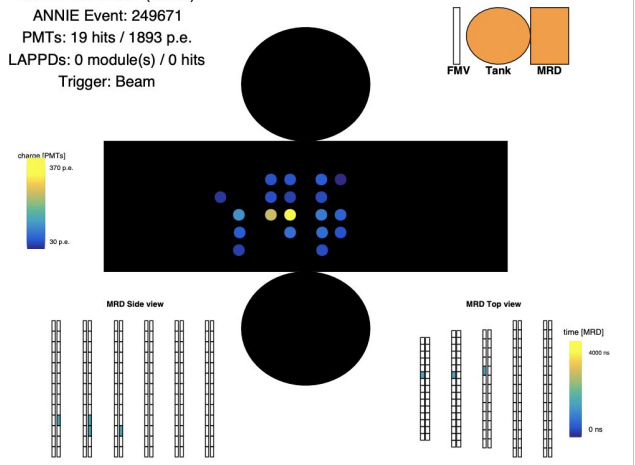 ANNIE Event: 249671
PMTs: 19 hits / 1893 p.e.
LAPPDs: 0 module(s) / 0 hits
Trigger: Beam
FMV Tank MRD
charge [PMTs]
370 p.e.
30 p.e.
MRD Side view
MRD Top view
time [MRD]
4000 ns
0 ns